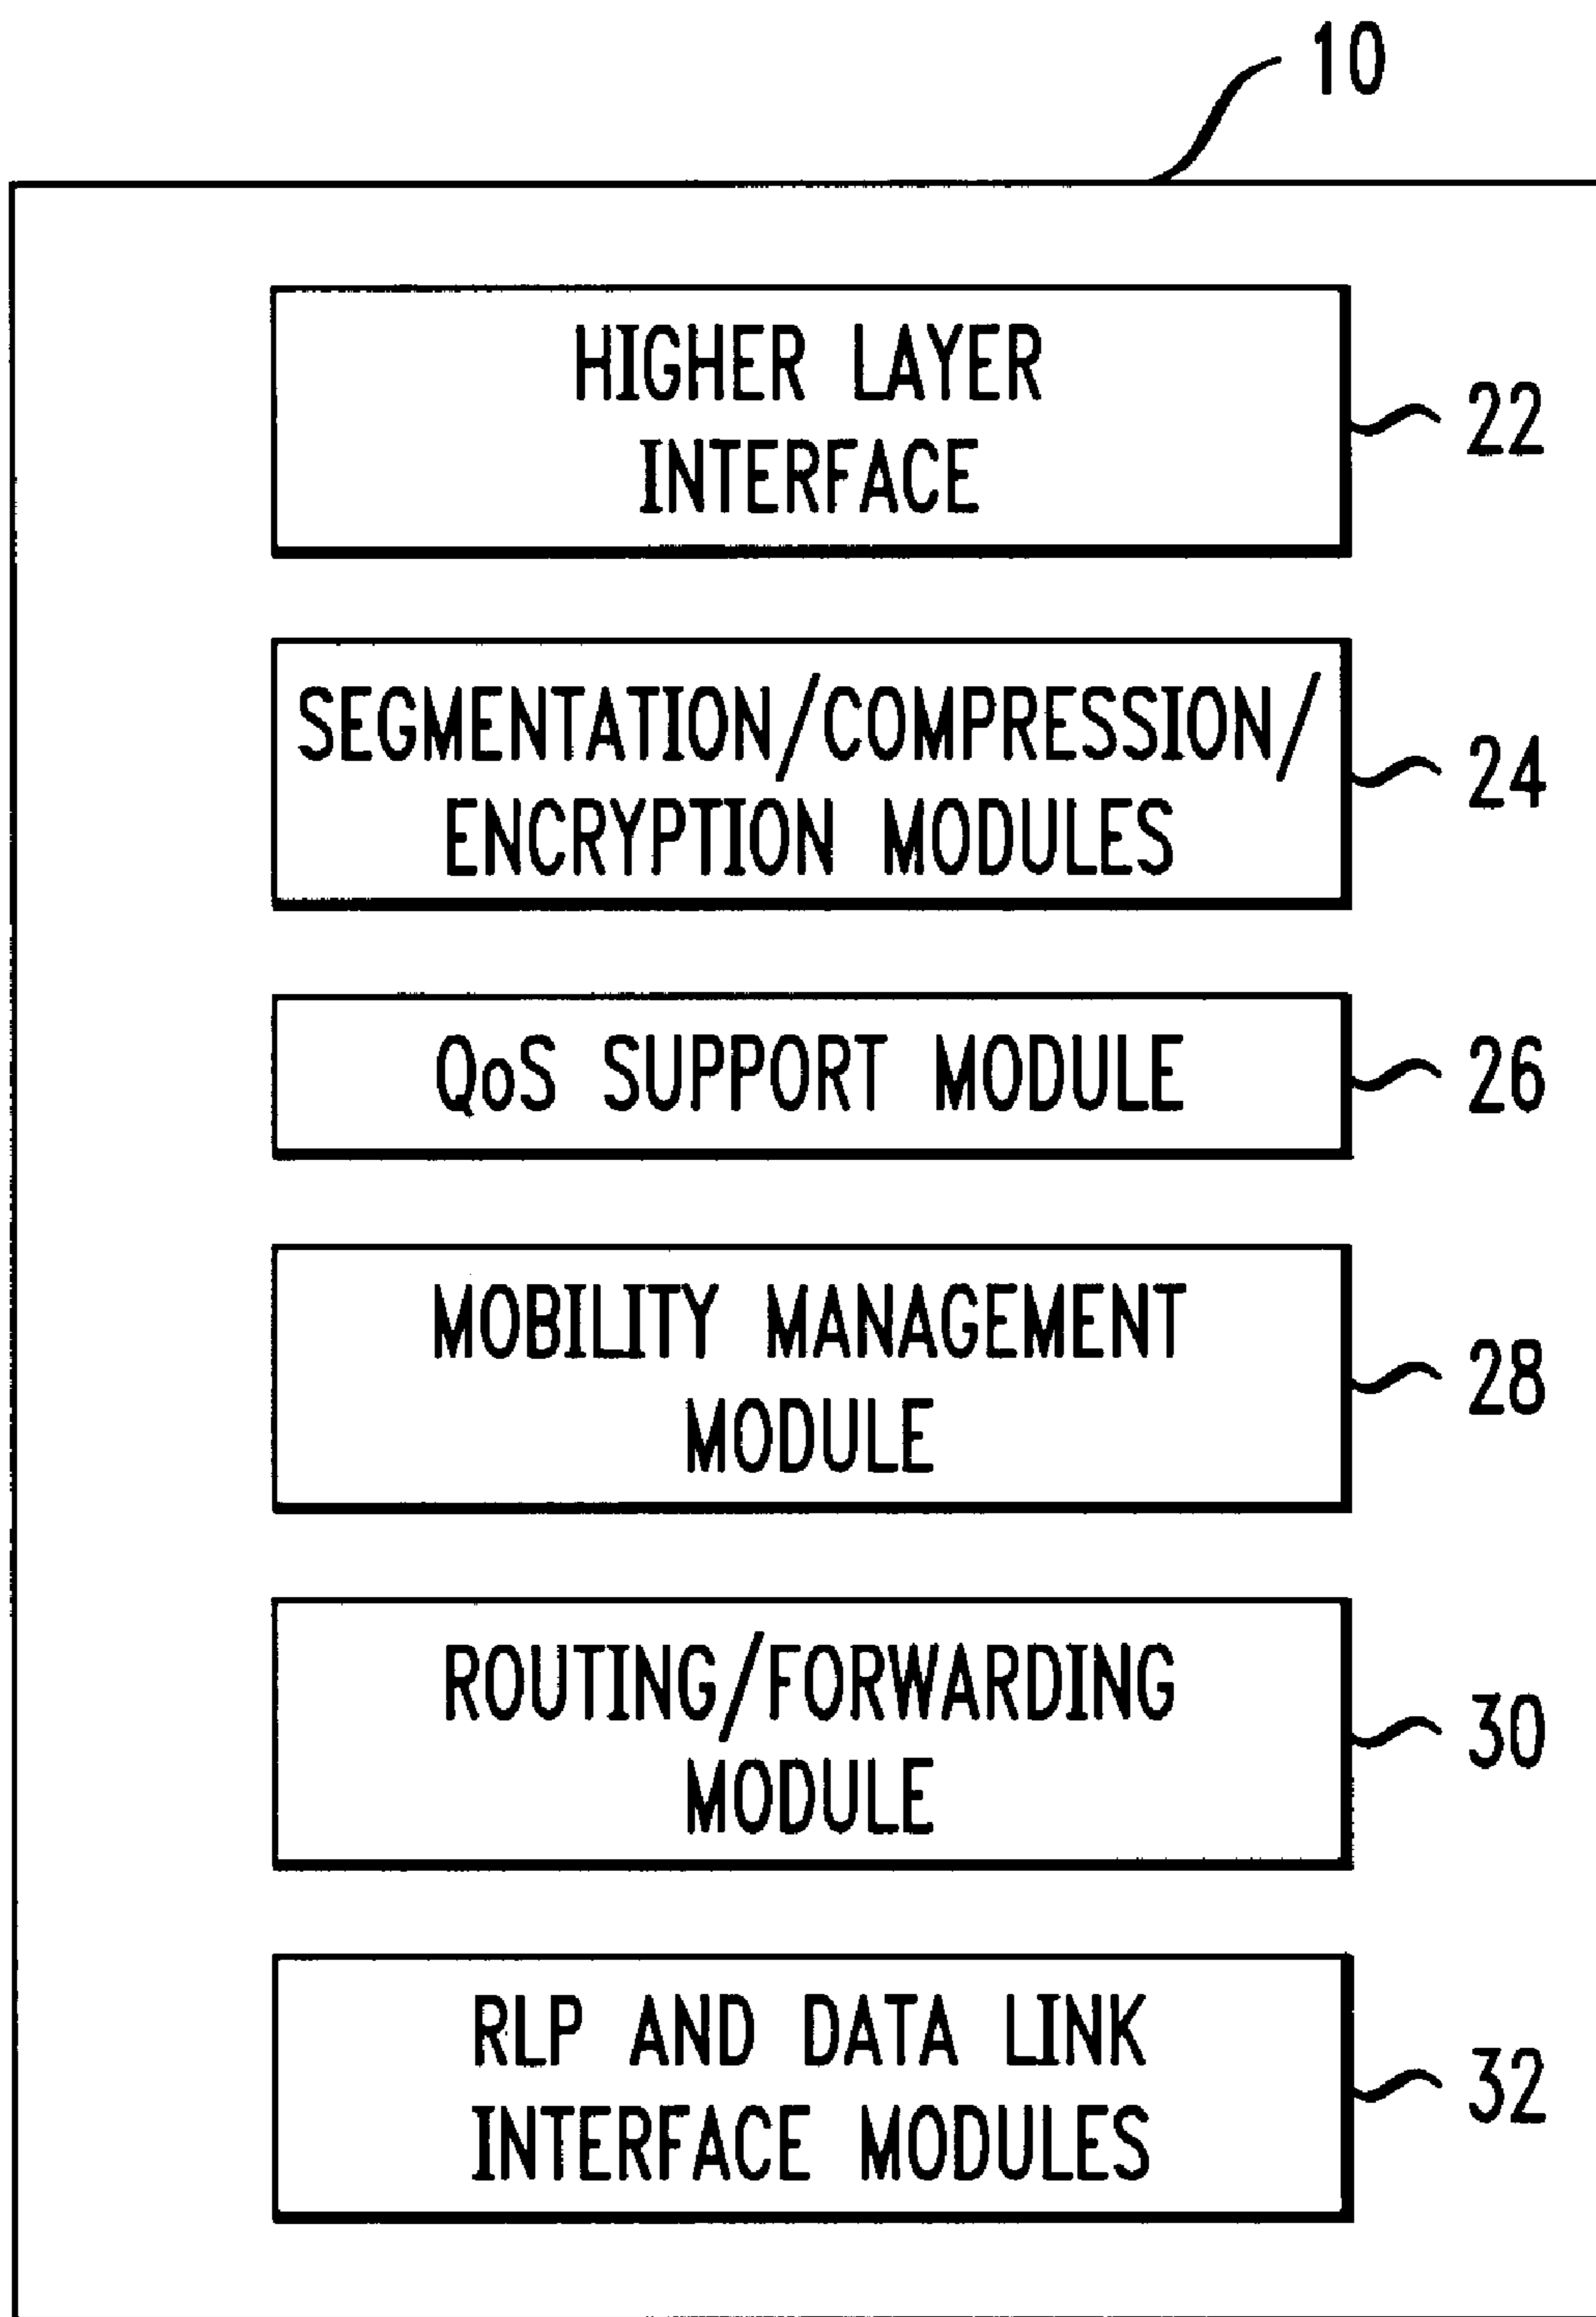 10
HIGHER LAYER
INTERFACE
22
SEGMENTATION/COMPRESSION/
ENCRYPTION MODULES
24
QoS SUPPORT MODULE
26
MOBILITY MANAGEMENT
MODULE
28
ROUTING/FORWARDING
MODULE
30
RLP AND DATA LINK
INTERFACE MODULES
32